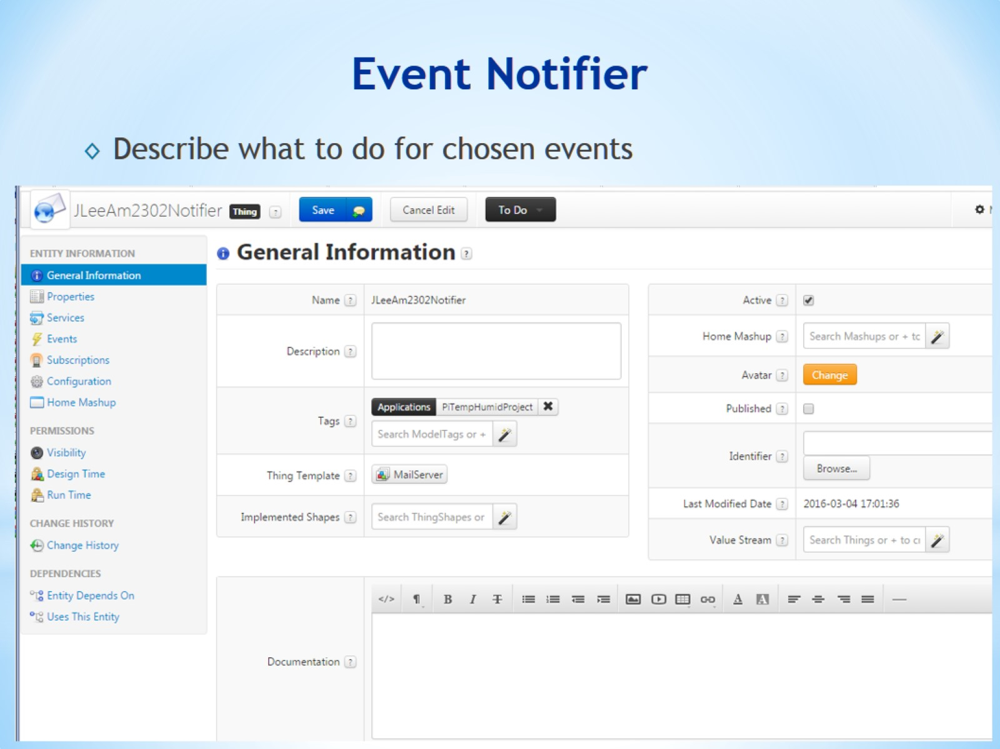 Event Notifier
◇ Describe what to do for chosen events
JLeeAm2302Notifier Thing ? Save Cancel Edit To Do
ENTITY INFORMATION
General Information
Properties
Services
Events
Subscriptions
Configuration
Home Mashup
PERMISSIONS
Visibility
Design Time
Run Time
CHANGE HISTORY
Change History
DEPENDENCIES
Entity Depends On
Uses This Entity
General Information ?
Name ? JLeeAm2302Notifier
Description ?
Tags ? Applications PiTempHumidProject ✖
Search ModelTags or +
Thing Template ? MailServer
Implemented Shapes ? Search ThingShapes or
Active ?
Home Mashup ? Search Mashups or + to
Avatar ? Change
Published ?
Identifier ?
Browse...
Last Modified Date ? 2016-03-04 17:01:36
Value Stream ? Search Things or + to
Documentation ?